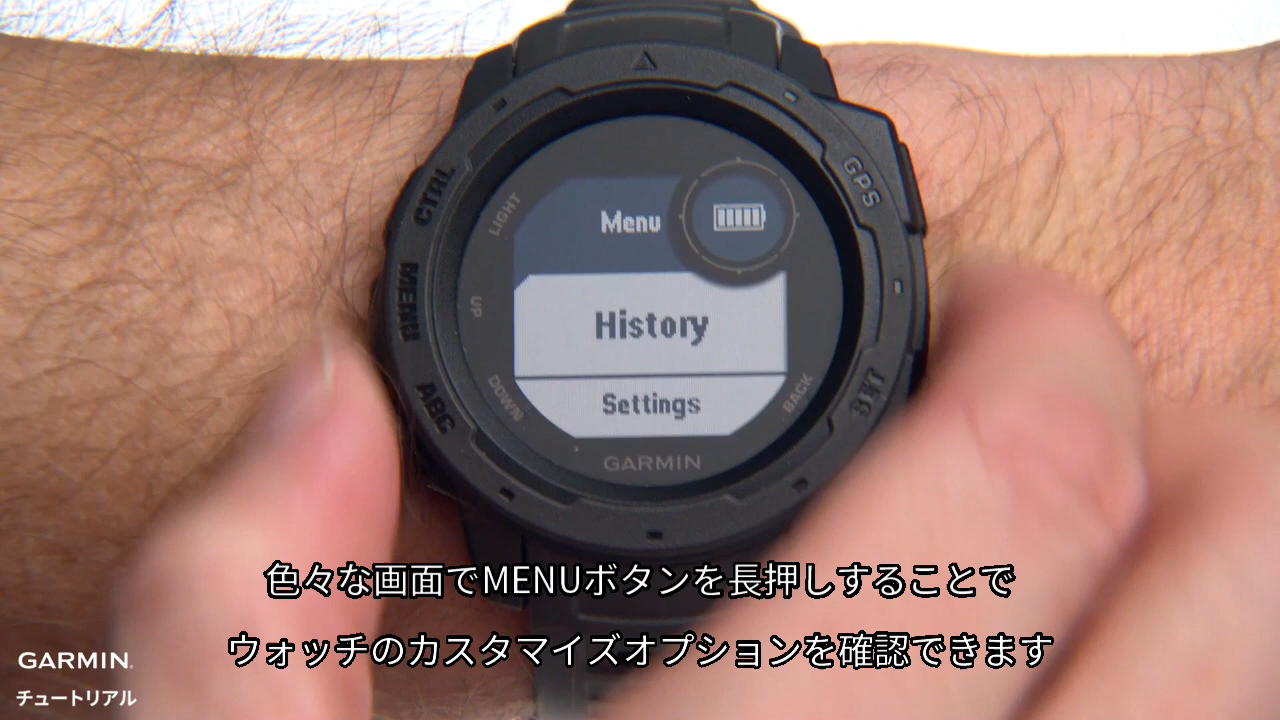 CTRL
LIGHT
GPS
Menu
MENU
UP
History
DOWN
Settings
BACK
ABC
SET
GARMIN
色々な画面でMENUボタンを長押しすることで
ウォッチのカスタマイズオプションを確認できます
GARMIN.
チュートリアル